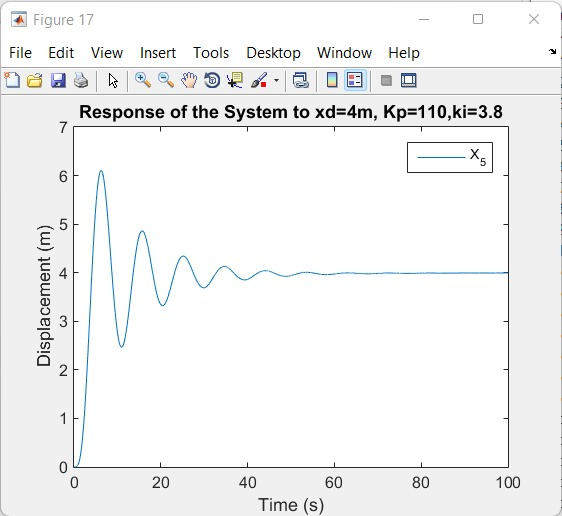 Figure 17
File Edit View Insert Tools Desktop Window Help
Response of the System to xd=4m, Kp=110,ki=3.8
X5
Displacement (m)
7
6
5
4
3
2
1
0
0 20 40 60 80 100
Time (s)